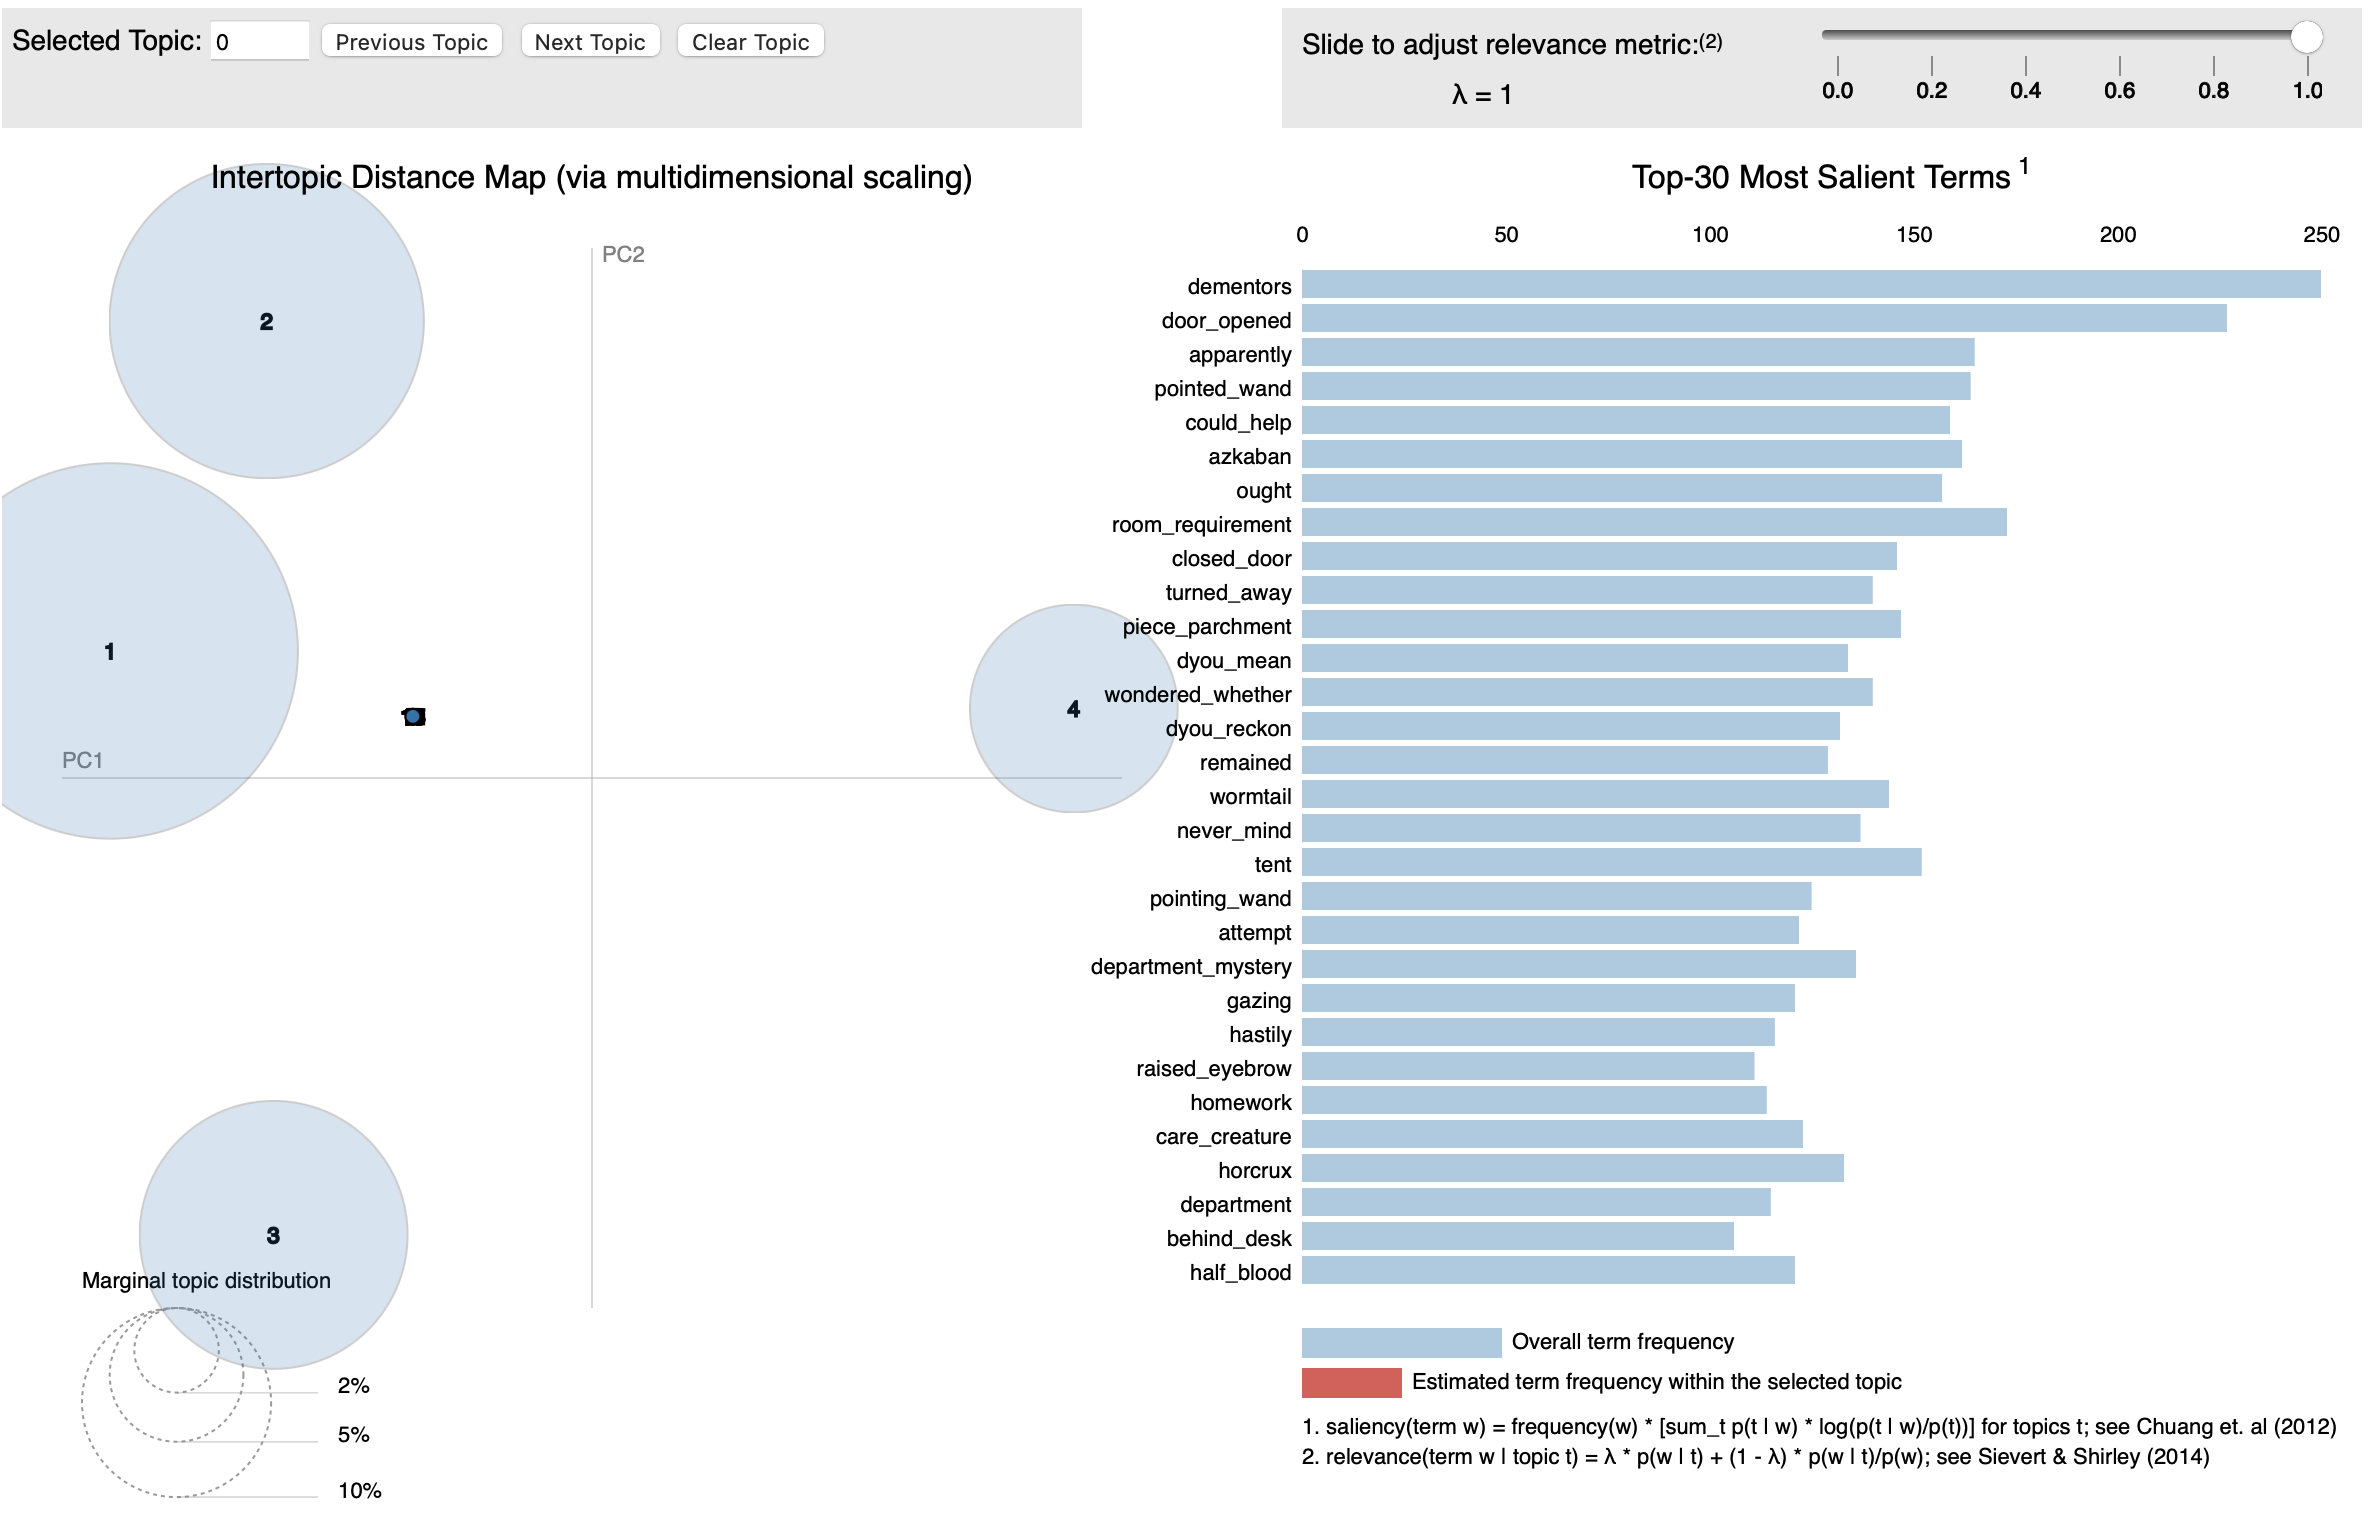 Selected Topic: 0 Previous Topic Next Topic Clear Topic
Slide to adjust relevance metric:(2)
λ = 1
0.0 0.2 0.4 0.6 0.8 1.0
Intertopic Distance Map (via multidimensional scaling)
PC2
PC1
2
1
4
3
Marginal topic distribution
2%
5%
10%
Top-30 Most Salient Terms 1
0 50 100 150 200 250
dementors
door_opened
apparently
pointed_wand
could_help
azkaban
ought
room_requirement
closed_door
turned_away
piece_parchment
dyou_mean
wondered_whether
dyou_reckon
remained
wormtail
never_mind
tent
pointing_wand
attempt
department_mystery
gazing
hastily
raised_eyebrow
homework
care_creature
horcrux
department
behind_desk
half_blood
Overall term frequency
Estimated term frequency within the selected topic
1. saliency(term w) = frequency(w) * [sum_t p(t | w) * log(p(t | w)/p(t))] for topics t; see Chuang et. al (2012)
2. relevance(term w | topic t) = λ * p(w | t) + (1 - λ) * p(w | t)/p(w); see Sievert & Shirley (2014)